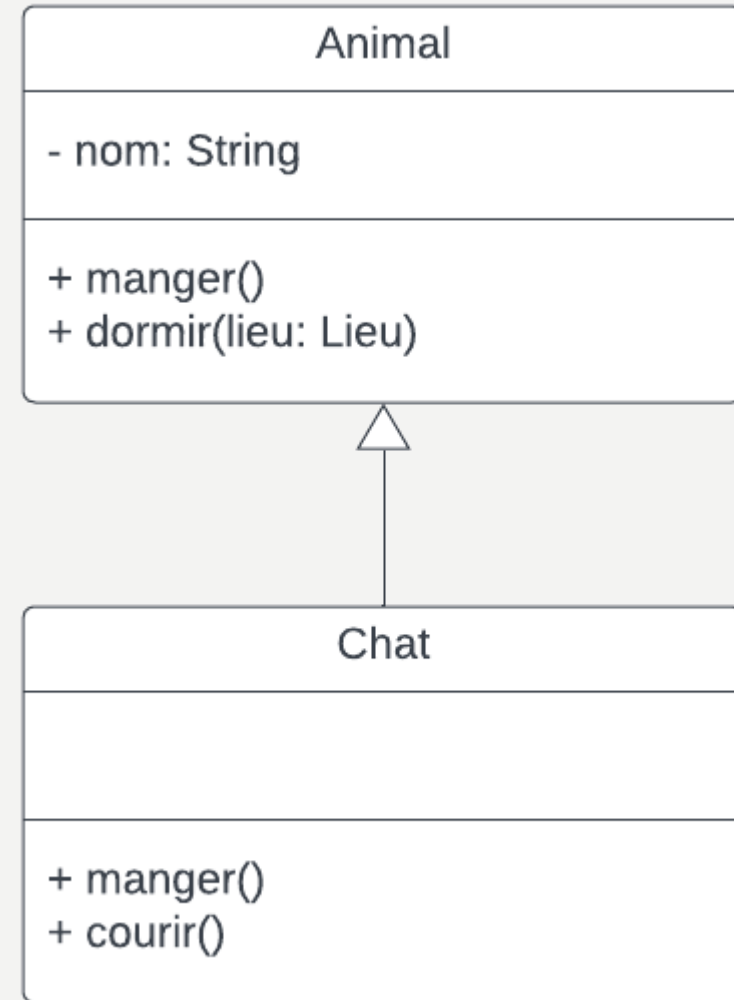 Animal
- nom: String
+ manger()
+ dormir(lieu: Lieu)
Chat
+ manger()
+ courir()